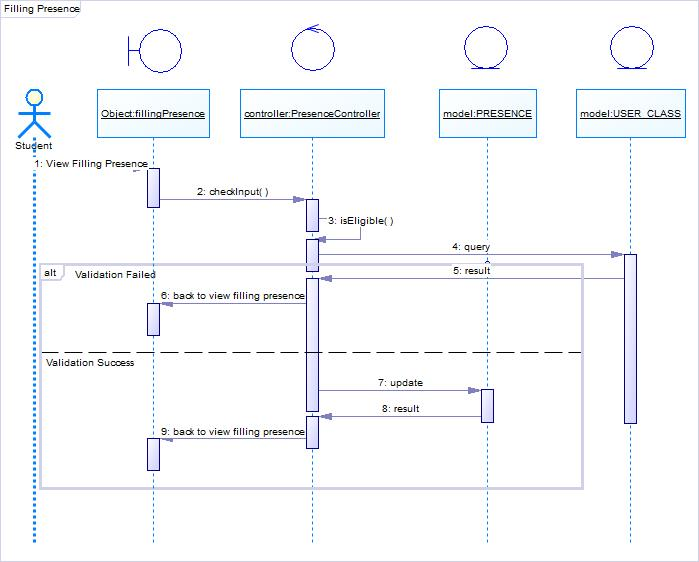 Filling Presence
Object:fillingPresence
controller:PresenceController
model:PRESENCE
model:USER_CLASS
Student
1: View Filling Presence
2: checkInput( )
3: isEligible( )
4: query
5: result
alt
Validation Failed
6: back to view filling presence
Validation Success
7: update
8: result
9: back to view filling presence